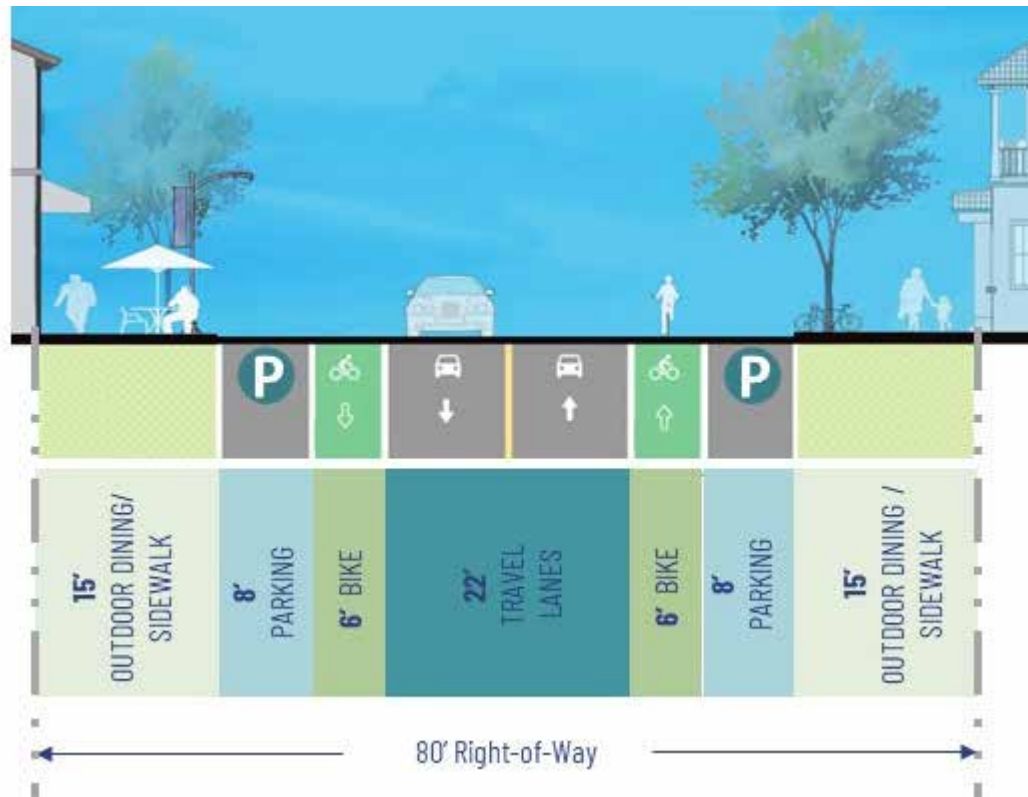 P
P
15'
OUTDOOR DINING/
SIDEWALK
8'
PARKING
6' BIKE
22'
TRAVEL
LANES
6' BIKE
8'
PARKING
15'
OUTDOOR DINING /
SIDEWALK
80' Right-of-Way